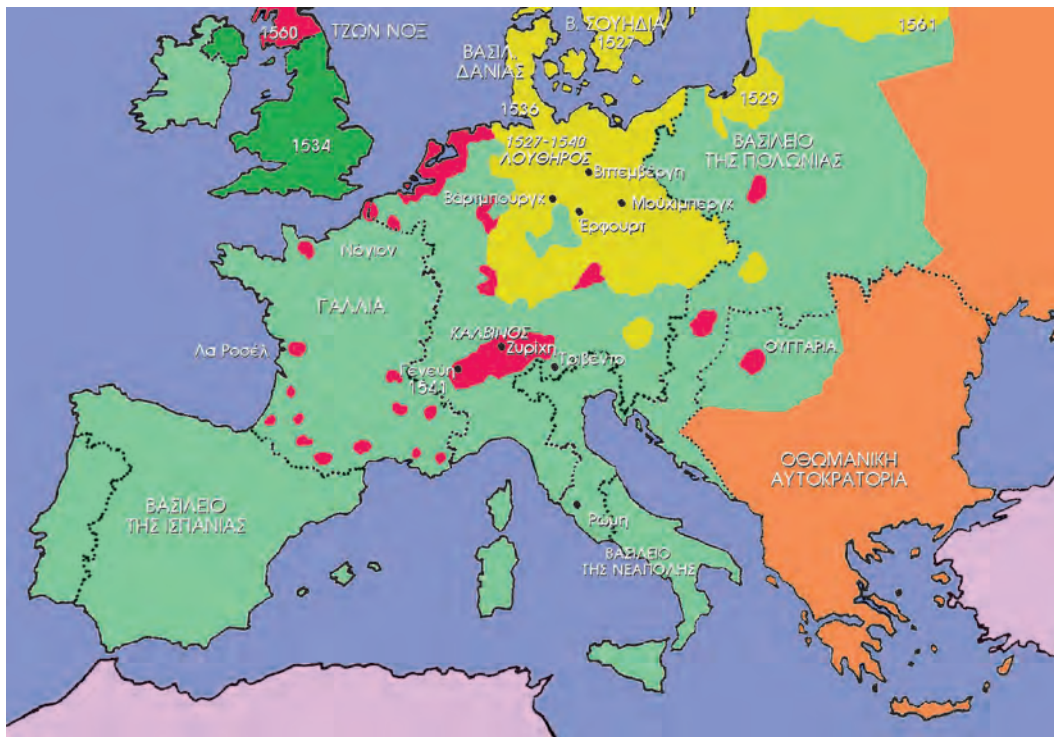 1560
ΤΖΩΝ ΝΟΞ
ΒΑΣΙΛ.
ΔΑΝΙΑΣ
Β. ΣΟΥΗΔΙΑ
1527
1561
1534
1536
1529
1527-1540
ΛΟΥΘΗΡΟΣ
Βιτεμβέργη
ΒΑΣΙΛΕΙΟ
ΤΗΣ ΠΟΛΩΝΙΑΣ
Βάρτμπουργκ
Μούχιμπεργκ
Έρφουρτ
Νόγιον
ΓΑΛΛΙΑ
ΚΑΛΒΙΝΟΣ
Ζυρίχη
Λα Ροσέλ
Γενεύη
1541
Τριβέντο
ΟΥΓΓΑΡΙΑ
ΟΘΩΜΑΝΙΚΗ
ΑΥΤΟΚΡΑΤΟΡΙΑ
ΒΑΣΙΛΕΙΟ
ΤΗΣ ΙΣΠΑΝΙΑΣ
Ρώμη
ΒΑΣΙΛΕΙΟ
ΤΗΣ ΝΕΑΠΟΛΗΣ